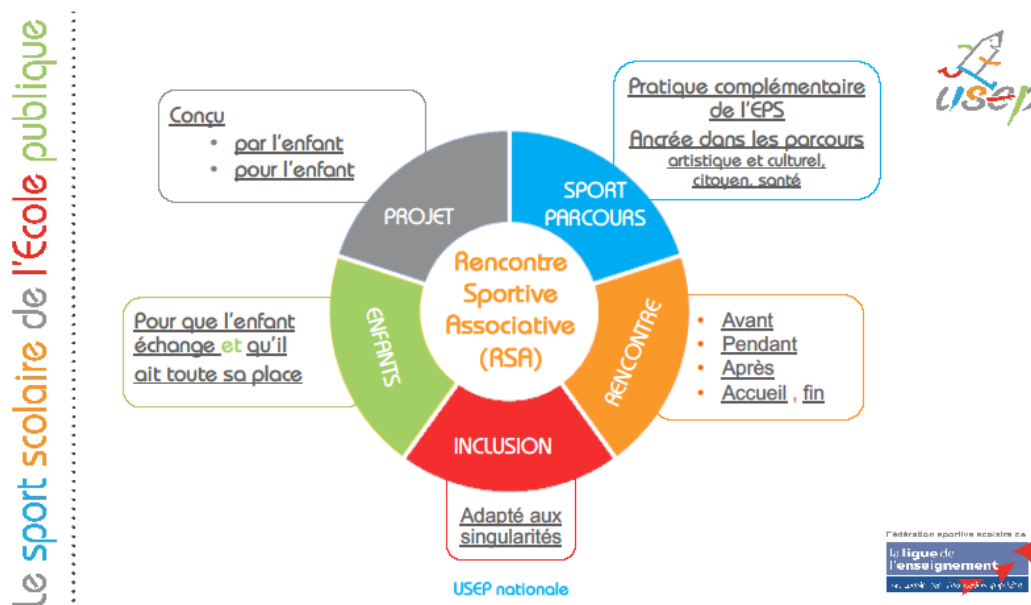 Le sport scolaire de l'Ecole publique
usep
Conçu
• par l'enfant
• pour l'enfant
Pratique complémentaire
de l'EPS
Ancrée dans les parcours
artistique et culturel,
citoyen, santé
PROJET
SPORT
PARCOURS
Rencontre
Sportive
Associative
(RSA)
ENFANTS
RENCONTRE
INCLUSION
Pour que l'enfant
échange et qu'il
ait toute sa place
• Avant
• Pendant
• Après
• Accueil , fin
Adapté aux
singularités
USEP nationale
Fédération sportive scolaire de
la ligue de
l'enseignement